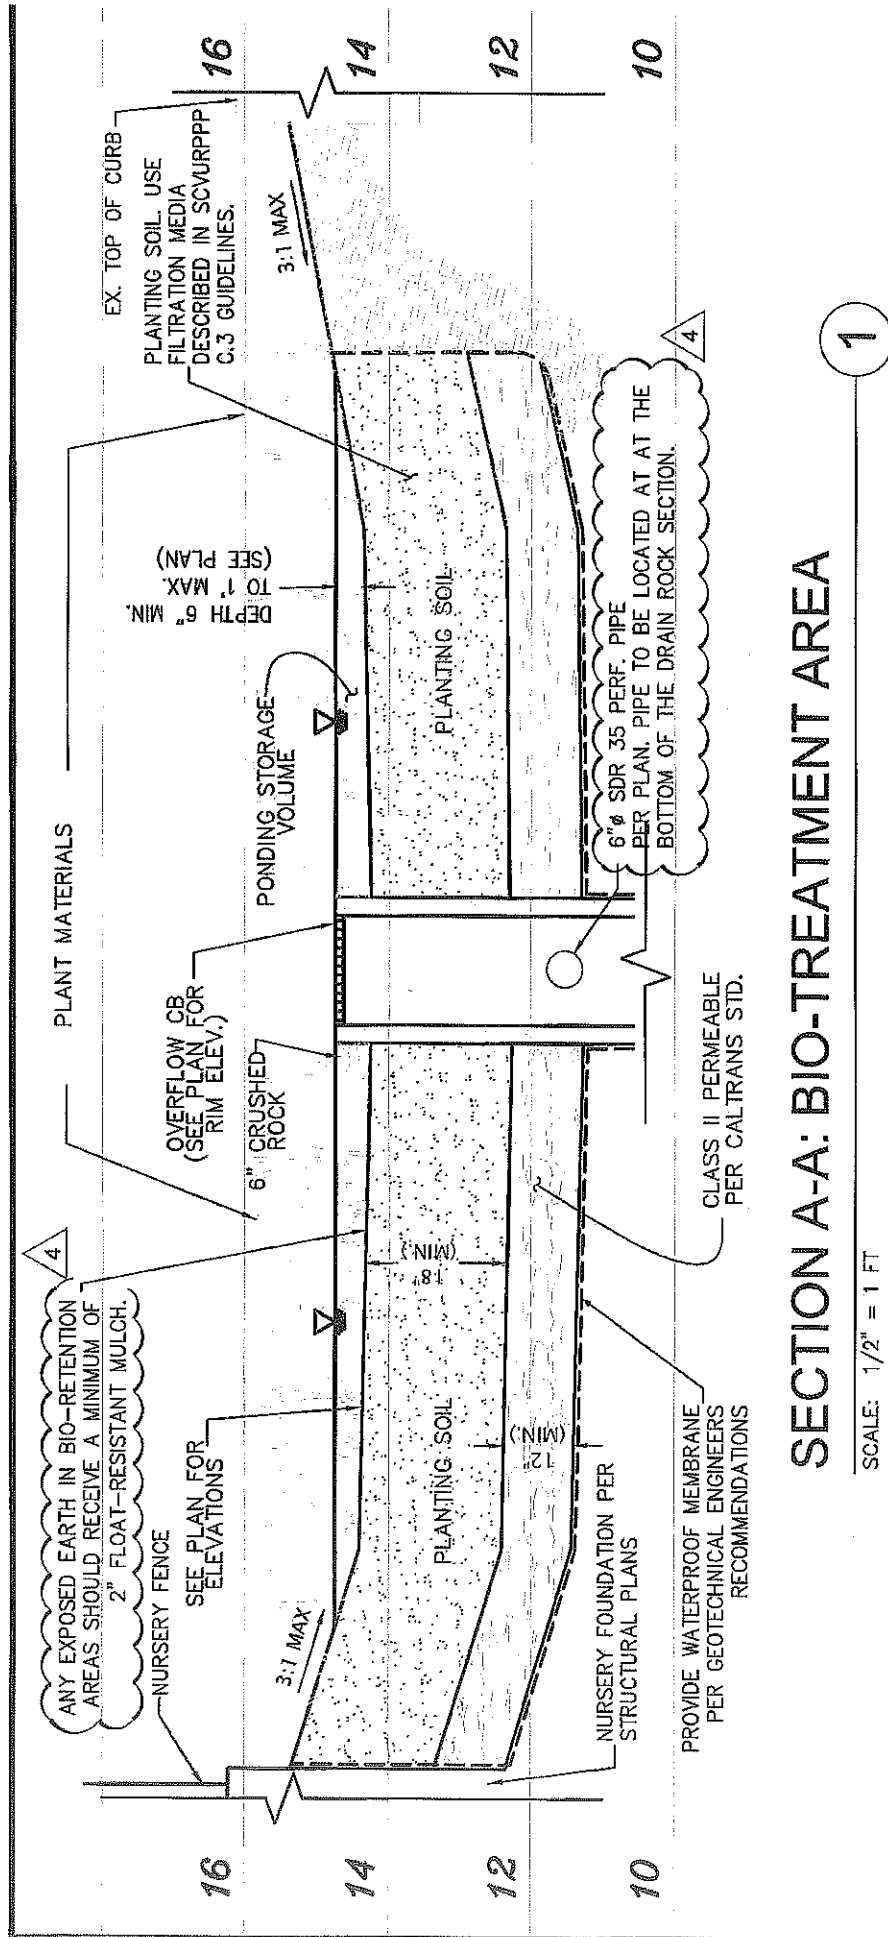 PLANT MATERIALS
4
ANY EXPOSED EARTH IN BIO-RETENTION
AREAS SHOULD RECEIVE A MINIMUM OF
2" FLOAT-RESISTANT MULCH.
NURSERY FENCE
SEE PLAN FOR
ELEVATIONS
OVERFLOW CB
(SEE PLAN FOR
RIM ELEV.)
6" CRUSHED
ROCK
PONDING STORAGE
VOLUME
DEPTH 6" MIN.
TO 1' MAX.
(SEE PLAN)
EX. TOP OF CURB
PLANTING SOIL. USE
FILTRATION MEDIA
DESCRIBED IN SCVURPPP
C.3 GUIDELINES.
16
16
14
14
12
12
10
10
3:1 MAX
3:1 MAX
PLANTING SOIL
18"
(MIN.)
12"
(MIN.)
PLANTING SOIL
NURSERY FOUNDATION PER
STRUCTURAL PLANS
PROVIDE WATERPROOF MEMBRANE
PER GEOTECHNICAL ENGINEERS
RECOMMENDATIONS
CLASS II PERMEABLE
PER CALTRANS STD.
6"ø SDR 35 PERF. PIPE
PER PLAN. PIPE TO BE LOCATED AT AT THE
BOTTOM OF THE DRAIN ROCK SECTION.
4
SECTION A-A: BIO-TREATMENT AREA
1
SCALE: 1/2" = 1 FT